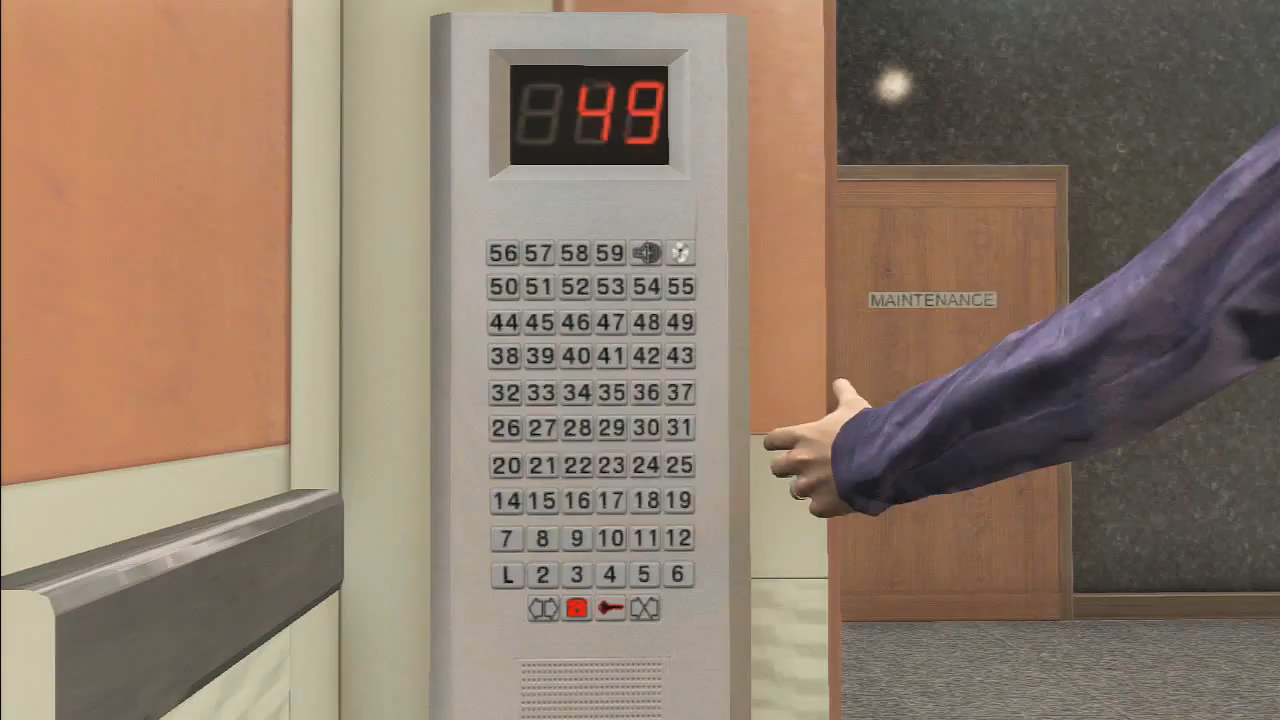 49
56 57 58 59
50 51 52 53 54 55
44 45 46 47 48 49
38 39 40 41 42 43
32 33 34 35 36 37
26 27 28 29 30 31
20 21 22 23 24 25
14 15 16 17 18 19
7 8 9 10 11 12
L 2 3 4 5 6
MAINTENANCE